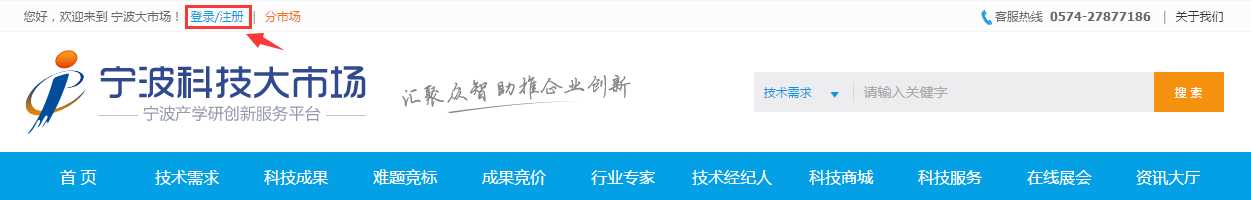 您好，欢迎来到 宁波大市场！ 登录/注册 | 分市场
客服热线 0574-27877186 | 关于我们
宁波科技大市场
宁波产学研创新服务平台
汇聚众智助推企业创新
技术需求 请输入关键字 搜 索
首 页 技术需求 科技成果 难题竞标 成果竞价 行业专家 技术经纪人 科技商城 科技服务 在线展会 资讯大厅